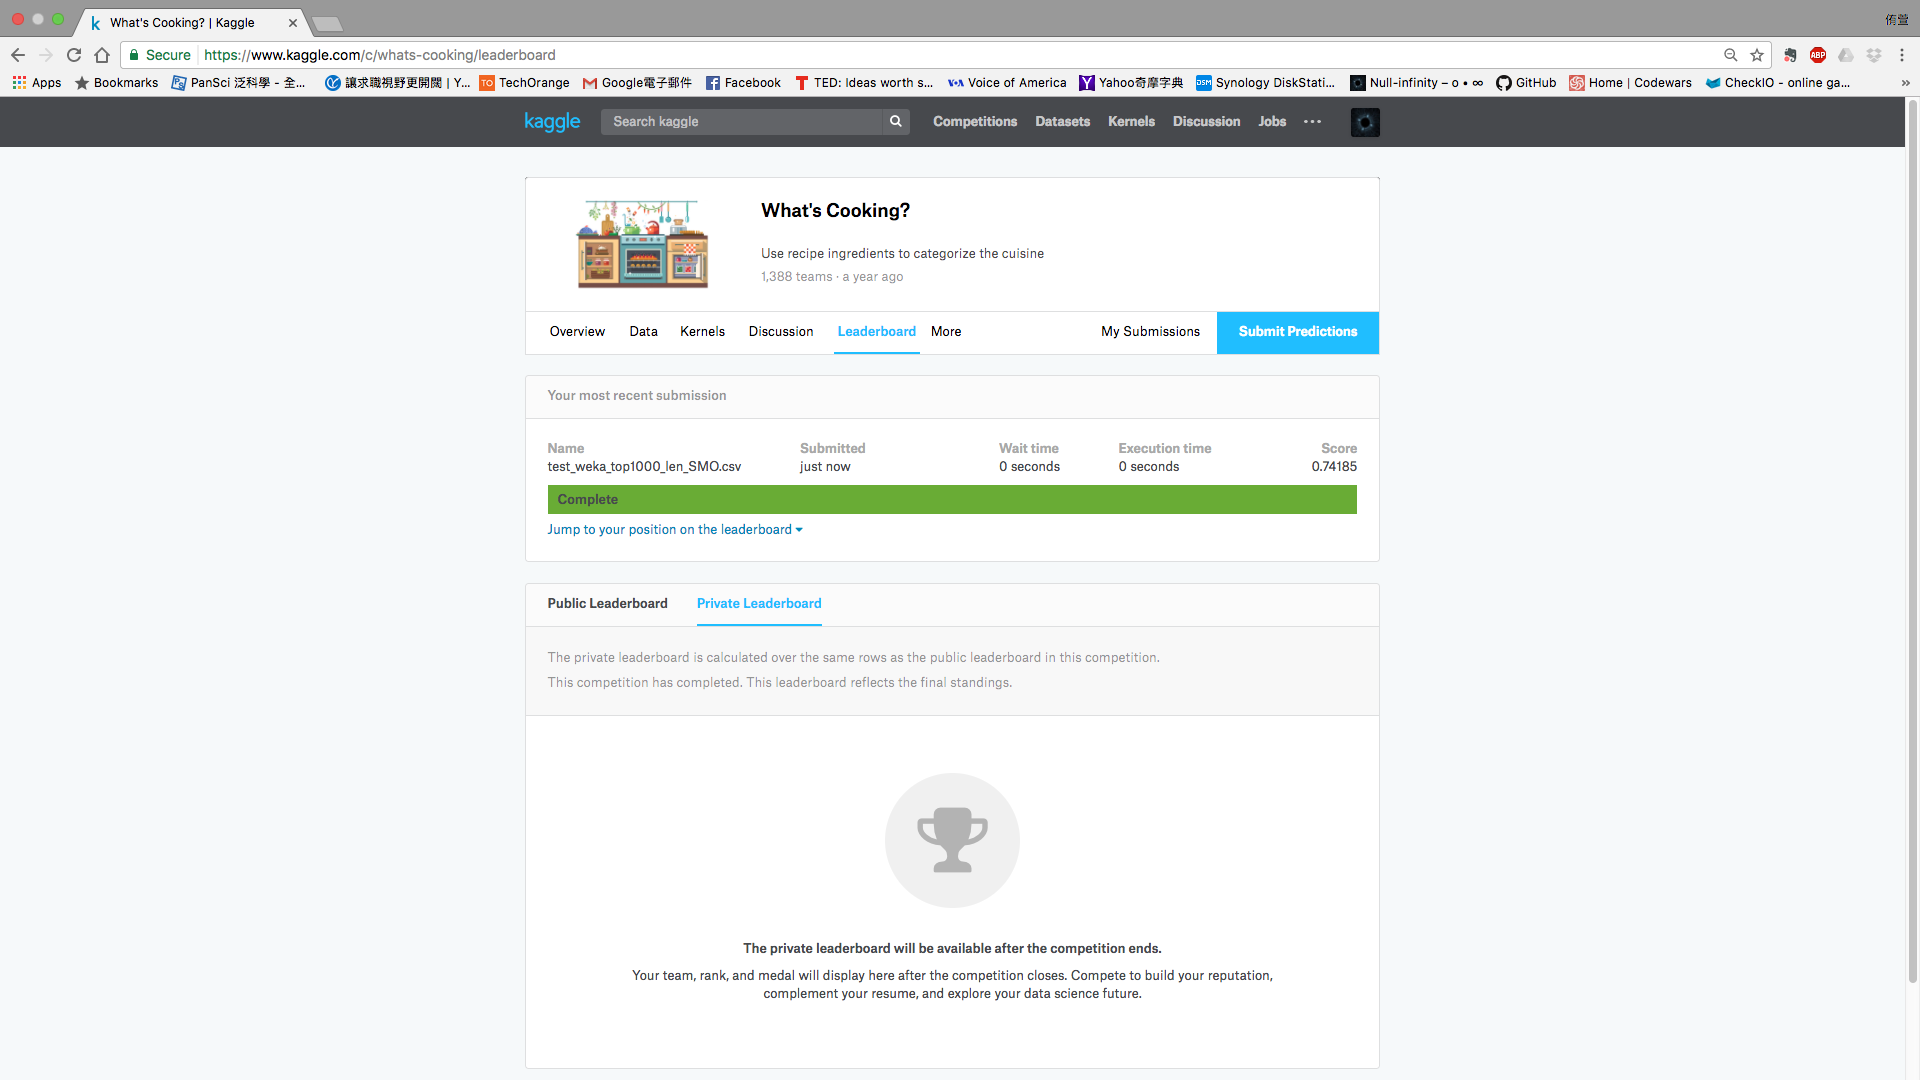 What's Cooking? | Kaggle
侑萱
Secure https://www.kaggle.com/c/whats-cooking/leaderboard
ABP
Apps Bookmarks PanSci 泛科學 - 全... 讓求職視野更開闊 | Y... TO TechOrange Google電子郵件 Facebook TED: Ideas worth s... VOA Voice of America Yahoo奇摩字典 DSM Synology DiskStati... Null-infinity – o • ∞ GitHub Home | Codewars CheckIO - online ga... »
kaggle Search kaggle Competitions Datasets Kernels Discussion Jobs
What's Cooking?
Use recipe ingredients to categorize the cuisine
1,388 teams · a year ago
Overview Data Kernels Discussion Leaderboard More My Submissions Submit Predictions
Your most recent submission
Name Submitted Wait time Execution time Score
test_weka_top1000_len_SMO.csv just now 0 seconds 0 seconds 0.74185
Complete
Jump to your position on the leaderboard
Public Leaderboard Private Leaderboard
The private leaderboard is calculated over the same rows as the public leaderboard in this competition.
This competition has completed. This leaderboard reflects the final standings.
The private leaderboard will be available after the competition ends.
Your team, rank, and medal will display here after the competition closes. Compete to build your reputation,
complement your resume, and explore your data science future.